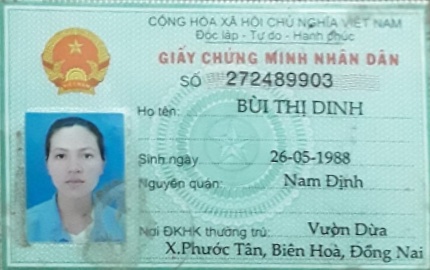 CỘNG HÒA XÃ HỘI CHỦ NGHĨA VIỆT NAM
Độc lập - Tự do - Hạnh phúc
GIẤY CHỨNG MINH NHÂN DÂN
SỐ 272489903
Họ tên: BÙI THỊ DINH
Sinh ngày 26-05-1988
Nguyên quán: Nam Định
Nơi ĐKHK thường trú: Vườn Dừa
X.Phước Tân, Biên Hoà, Đồng Nai